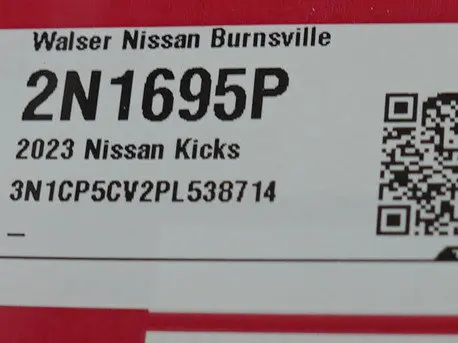 Walser Nissan Burnsville
2N1695P
2023 Nissan Kicks
3N1CP5CV2PL538714
_